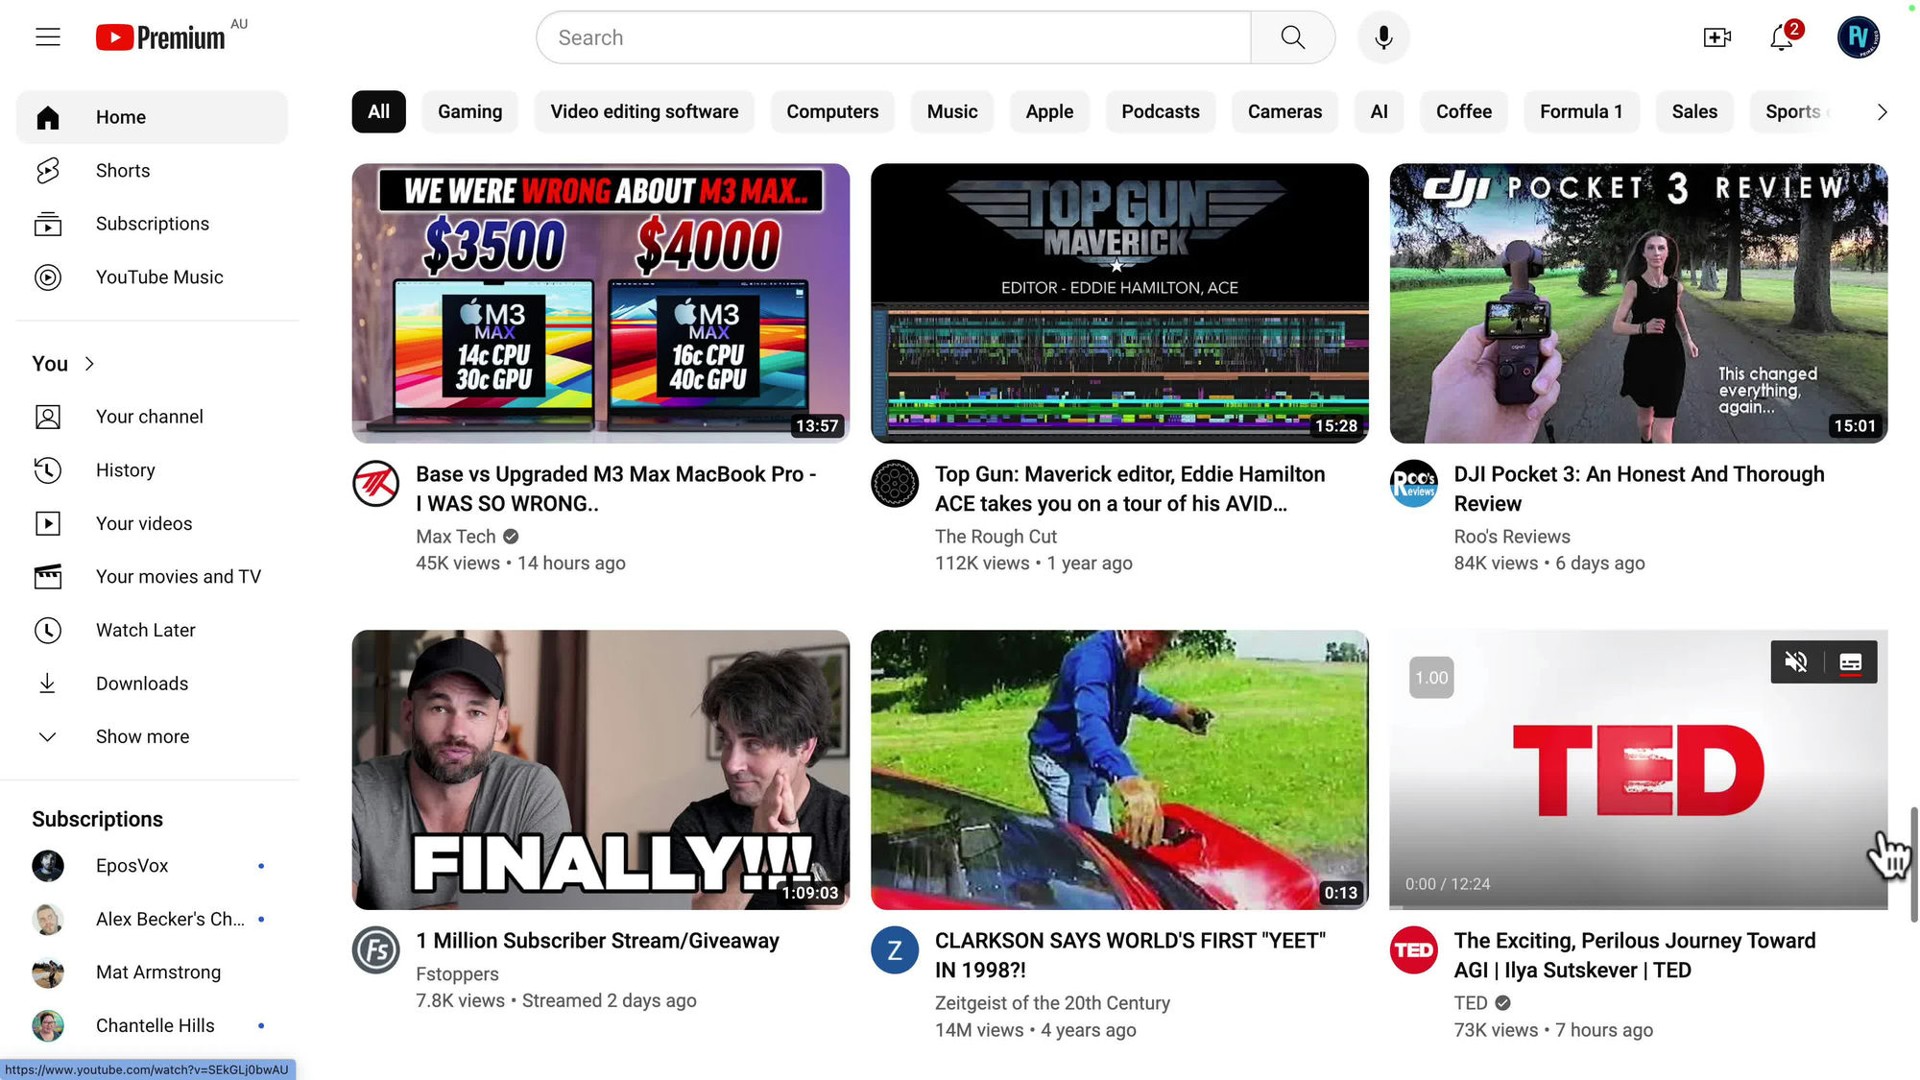 Premium AU
Search
2
PV
Home
Shorts
Subscriptions
YouTube Music
You
Your channel
History
Your videos
Your movies and TV
Watch Later
Downloads
Show more
Subscriptions
EposVox
Alex Becker's Ch...
Mat Armstrong
Chantelle Hills
https://www.youtube.com/watch?v=SEkGLj0bwAU
All Gaming Video editing software Computers Music Apple Podcasts Cameras AI Coffee Formula 1 Sales Sports
WE WERE WRONG ABOUT M3 MAX..
$3500 $4000
M3 MAX
14c CPU
30c GPU
M3 MAX
16c CPU
40c GPU
13:57
Base vs Upgraded M3 Max MacBook Pro -
I WAS SO WRONG..
Max Tech
45K views • 14 hours ago
TOP GUN
MAVERICK
EDITOR - EDDIE HAMILTON, ACE
15:28
Top Gun: Maverick editor, Eddie Hamilton
ACE takes you on a tour of his AVID...
The Rough Cut
112K views • 1 year ago
dji POCKET 3 REVIEW
This changed
everything,
again...
15:01
Roo's
Reviews
DJI Pocket 3: An Honest And Thorough
Review
Roo's Reviews
84K views • 6 days ago
FINALLY!!!
1:09:03
Fs
1 Million Subscriber Stream/Giveaway
Fstoppers
7.8K views • Streamed 2 days ago
0:13
Z
CLARKSON SAYS WORLD'S FIRST "YEET"
IN 1998?!
Zeitgeist of the 20th Century
14M views • 4 years ago
1.00
TED
0:00 / 12:24
TED
The Exciting, Perilous Journey Toward
AGI | Ilya Sutskever | TED
TED
73K views • 7 hours ago